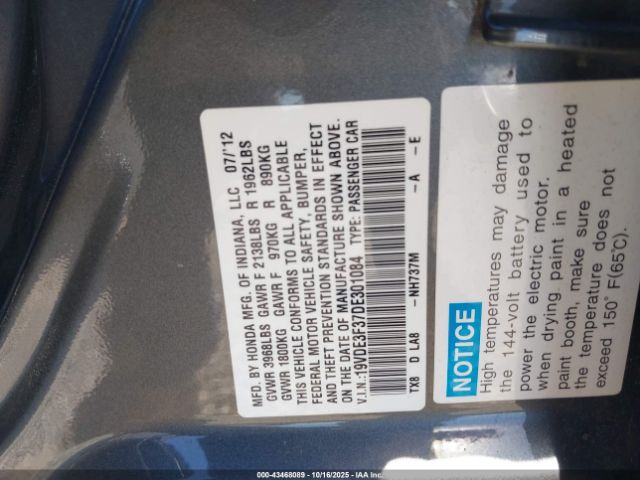 MFD. BY HONDA MFG. OF INDIANA, LLC 07/'12
GVWR 3968LBS GAWR F 2138LBS R 1962LBS
GVWR 1800KG GAWR F 970KG R 890KG
THIS VEHICLE CONFORMS TO ALL APPLICABLE
FEDERAL MOTOR VEHICLE SAFETY, BUMPER,
AND THEFT PREVENTION STANDARDS IN EFFECT
ON THE DATE OF MANUFACTURE SHOWN ABOVE.
V.I.N.:19VDE3F37DE301084 TYPE: PASSENGER CAR
TX8 D LA8 -NH737M -A -E
NOTICE
High temperatures may damage
the 144-volt battery used to
power the electric motor.
when drying paint in a heated
paint booth, make sure
the temperature does not
exceed 150°F(65°C).
000-43468089 | 10/16/2025 | IAAI.COM